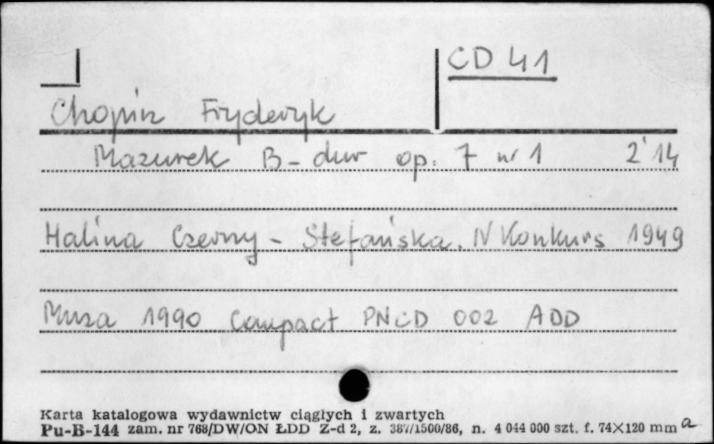 CD 41
Chopin Fryderyk
Mazurek B-dur op. 7 nr 1 2'14
Halina Czerny-Stefańska. IV Konkurs 1949
Muza 1990 Compact PNCD 002 ADD
Karta katalogowa wydawnictw ciągłych i zwartych
Pu-B-144 zam. nr 768/DW/ON ŁDD Z-d 2, z. 387/1500/86, n. 4 044 000 szt. f. 74X120 mm a